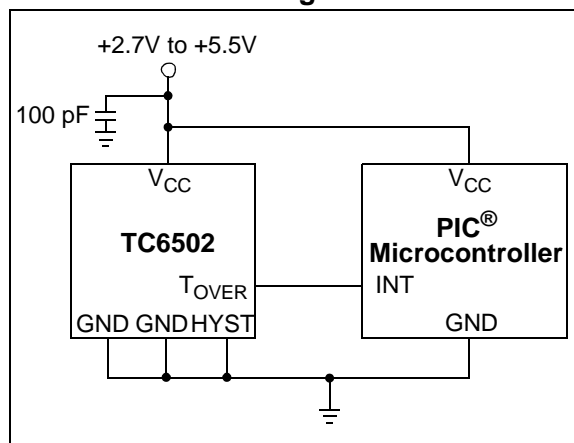 +2.7V to +5.5V
100 pF
VCC
VCC
TC6502
PIC®
Microcontroller
TOVER
INT
GND GND HYST
GND